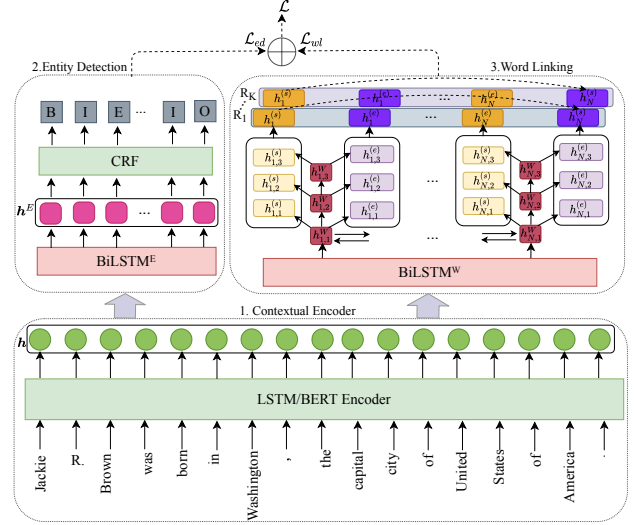 ℒ
ℒ_ed
ℒ_wl
2.Entity Detection
B I E ... I O
CRF
h^E
...
BiLSTM^E
3.Word Linking
R_K h_1^(s) h_1^(e) ... h_N^(s) h_N^(e)
R_1 h_1^(s) h_1^(e) ... h_N^(e) h_N^(s)
h_{1,3}^(s) h_{1,3}^W h_{1,3}^(e) h_{N,3}^(s) h_{N,3}^W h_{N,3}^(e)
h_{1,2}^(s) h_{1,2}^W h_{1,2}^(e) ... h_{N,2}^(s) h_{N,2}^W h_{N,2}^(e)
h_{1,1}^(s) h_{1,1}^W h_{1,1}^(e) ... h_{N,1}^(s) h_{N,1}^W h_{N,1}^(e)
BiLSTM^W
1. Contextual Encoder
h
LSTM/BERT Encoder
Jackie
R.
Brown
was
born
in
Washington
,
the
capital
city
of
United
States
of
America
.